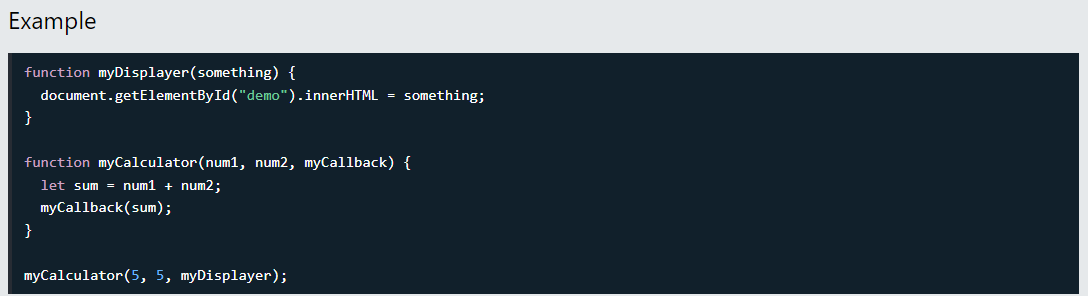 Example
function myDisplayer(something) {
  document.getElementById("demo").innerHTML = something;
}

function myCalculator(num1, num2, myCallback) {
  let sum = num1 + num2;
  myCallback(sum);
}

myCalculator(5, 5, myDisplayer);